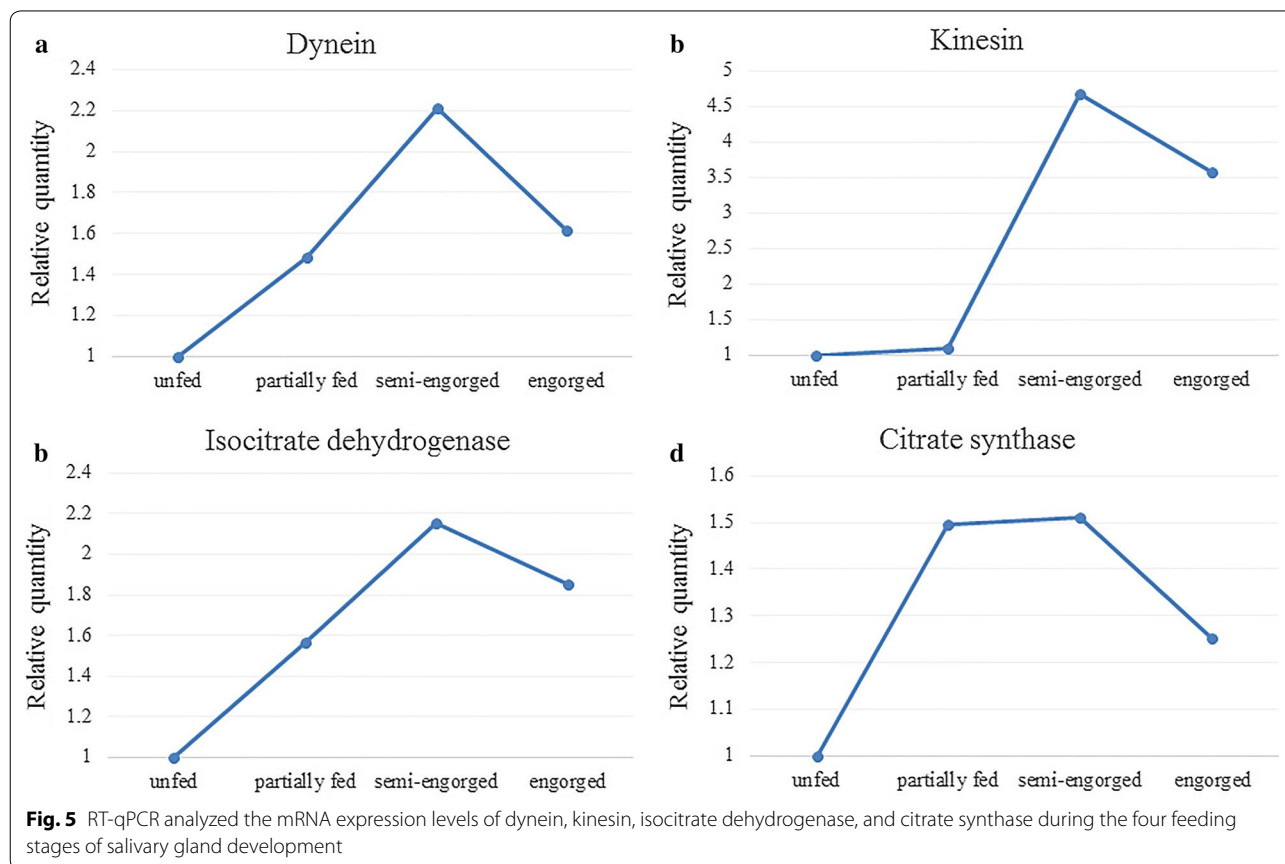 a
Dynein
Relative quantity
2.4
2.2
2
1.8
1.6
1.4
1.2
1
unfed partially fed semi-engorged engorged
b
Kinesin
Relative quantity
5
4.5
4
3.5
3
2.5
2
1.5
1
unfed partially fed semi-engorged engorged
b
Isocitrate dehydrogenase
Relative quantity
2.4
2.2
2
1.8
1.6
1.4
1.2
1
unfed partially fed semi-engorged engorged
d
Citrate synthase
Relative quantity
1.6
1.5
1.4
1.3
1.2
1.1
1
unfed partially fed semi-engorged engorged
Fig. 5 RT-qPCR analyzed the mRNA expression levels of dynein, kinesin, isocitrate dehydrogenase, and citrate synthase during the four feeding
stages of salivary gland development